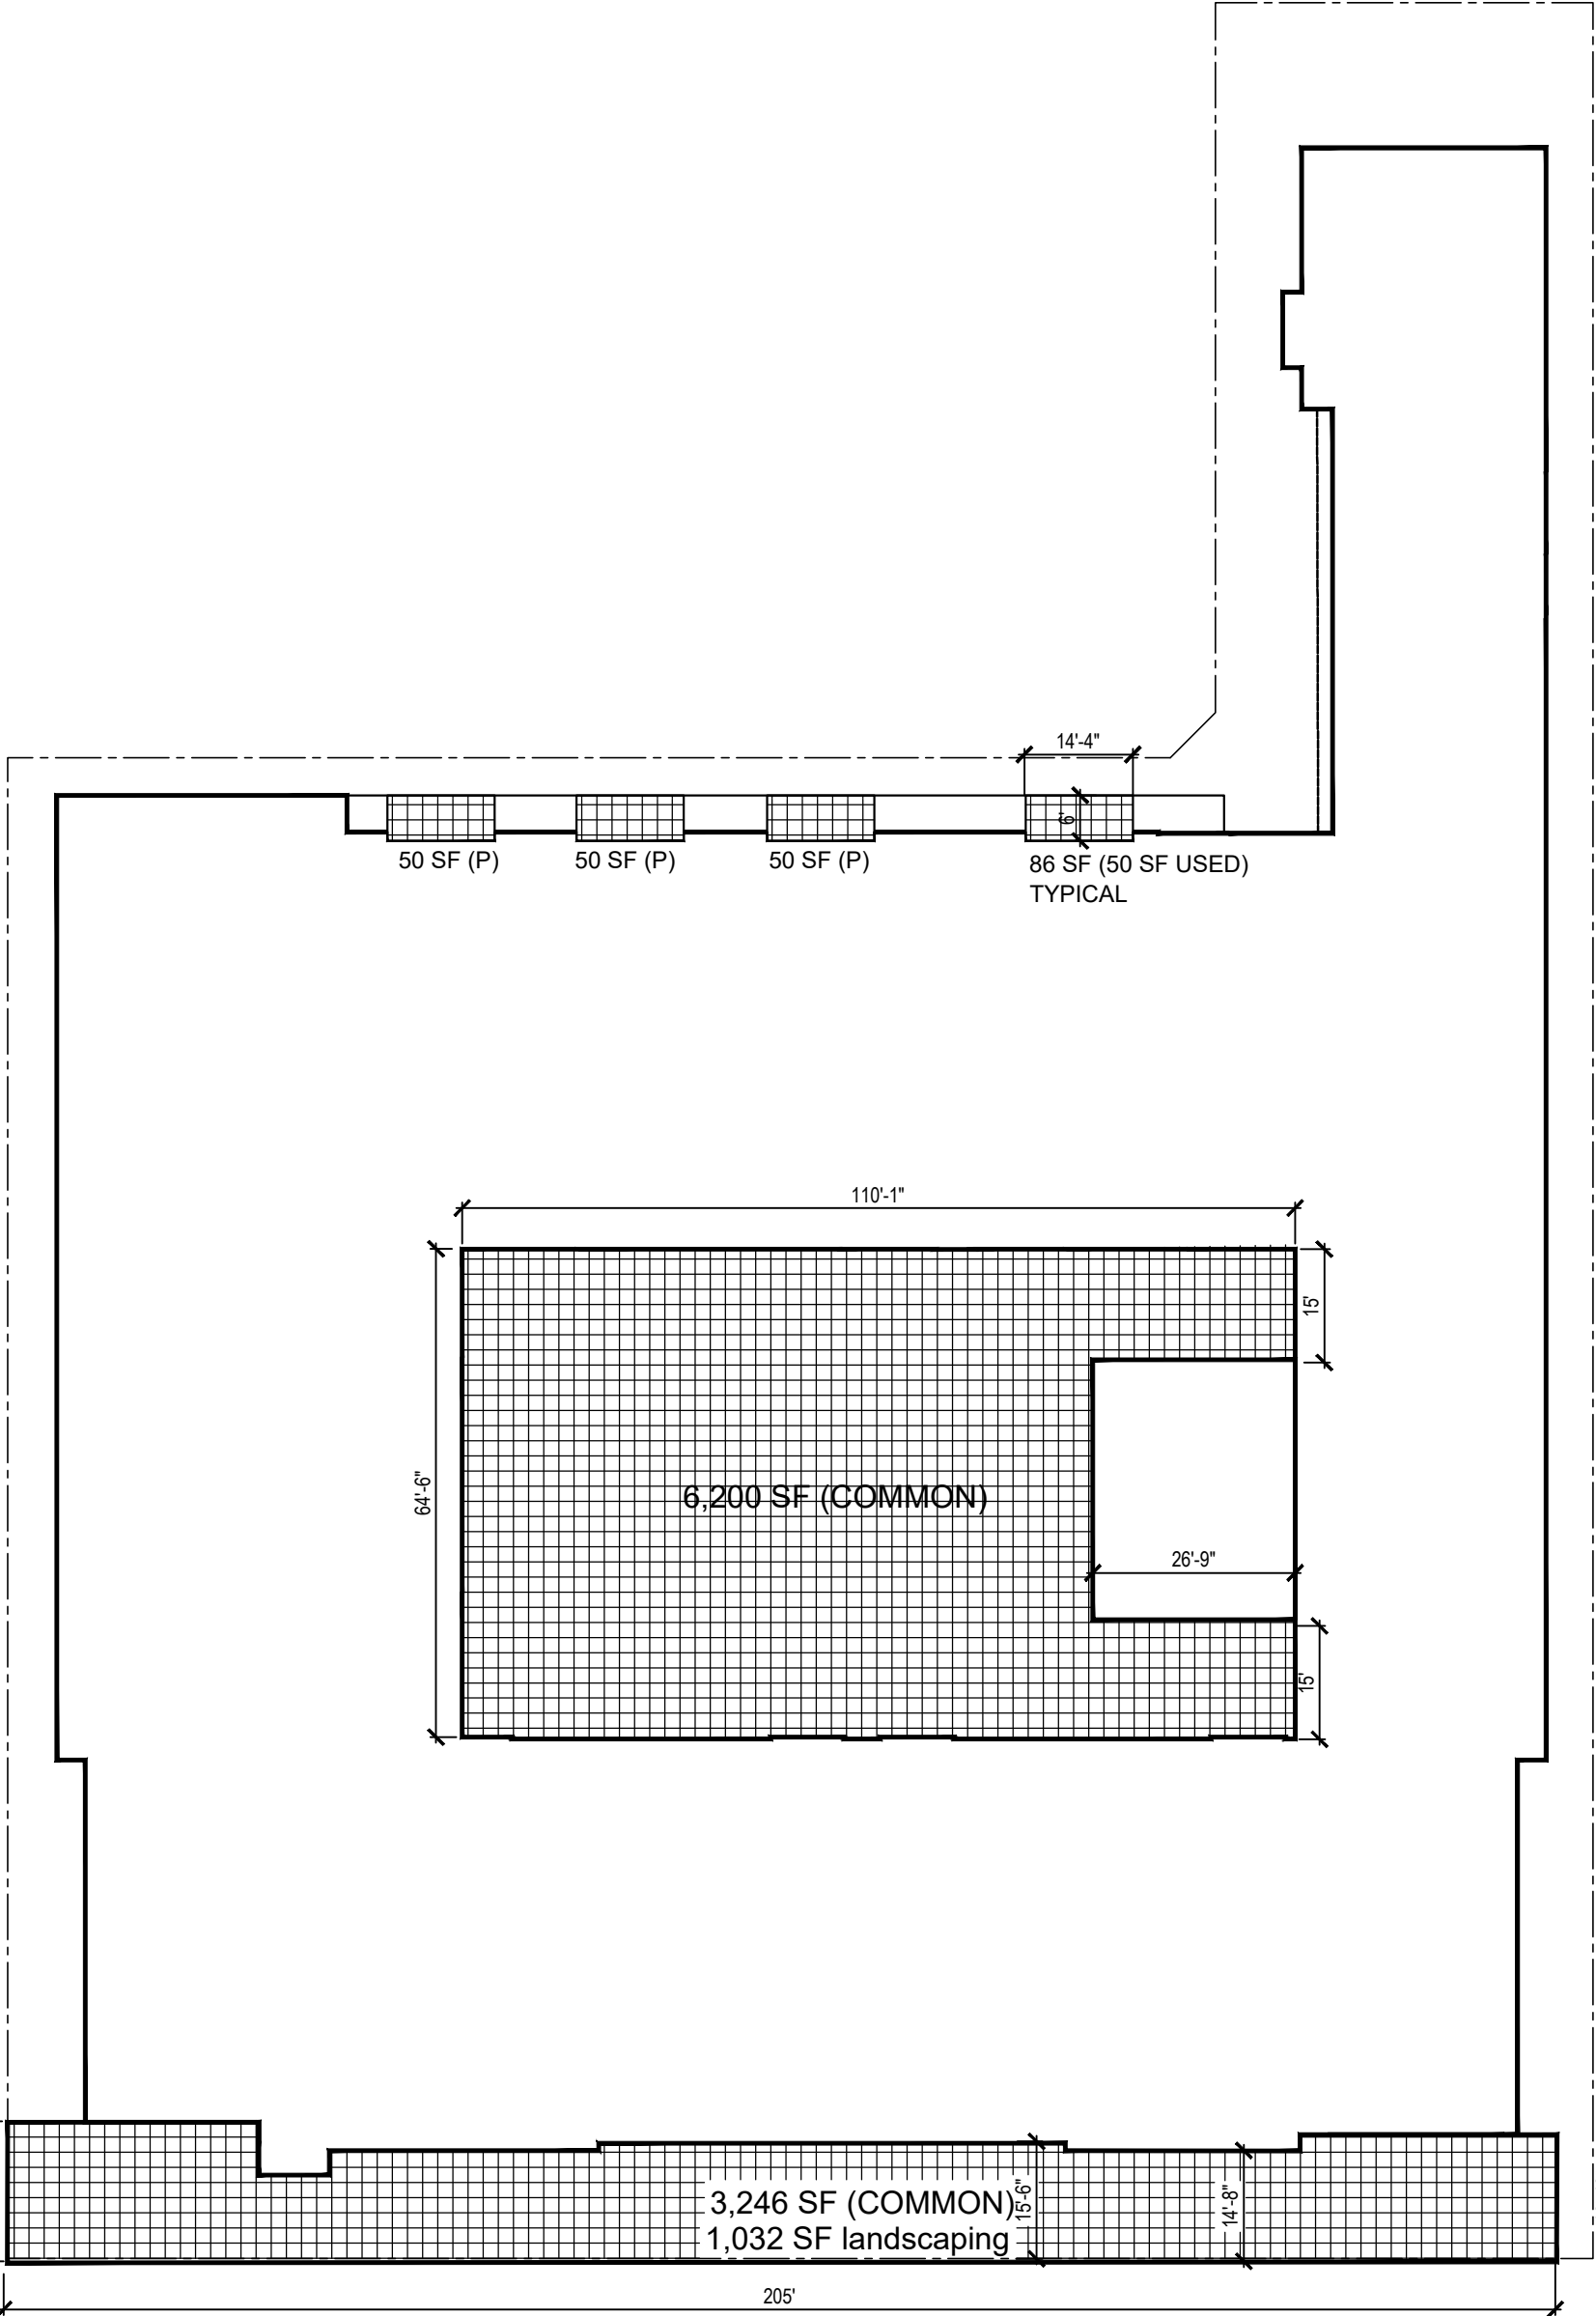 14'-4"
6'
50 SF (P)
50 SF (P)
50 SF (P)
86 SF (50 SF USED)
TYPICAL
110'-1"
15'
64'-6"
6,200 SF (COMMON)
26'-9"
15'
3,246 SF (COMMON)
1,032 SF landscaping
15'-6"
14'-8"
205'